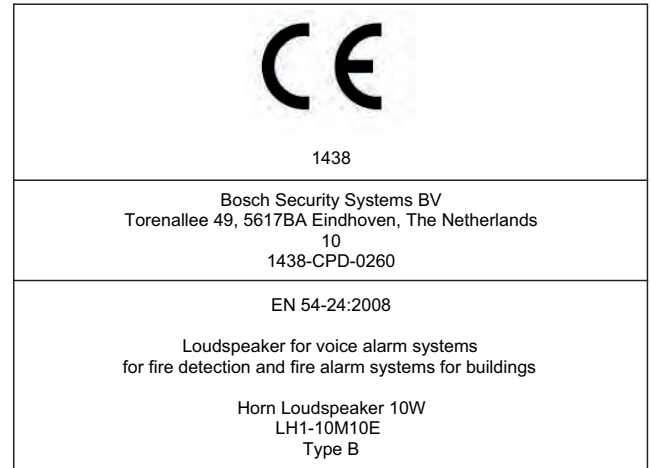 CE
1438
Bosch Security Systems BV
Torenallee 49, 5617BA Eindhoven, The Netherlands
10
1438-CPD-0260
EN 54-24:2008
Loudspeaker for voice alarm systems
for fire detection and fire alarm systems for buildings
Horn Loudspeaker 10W
LH1-10M10E
Type B